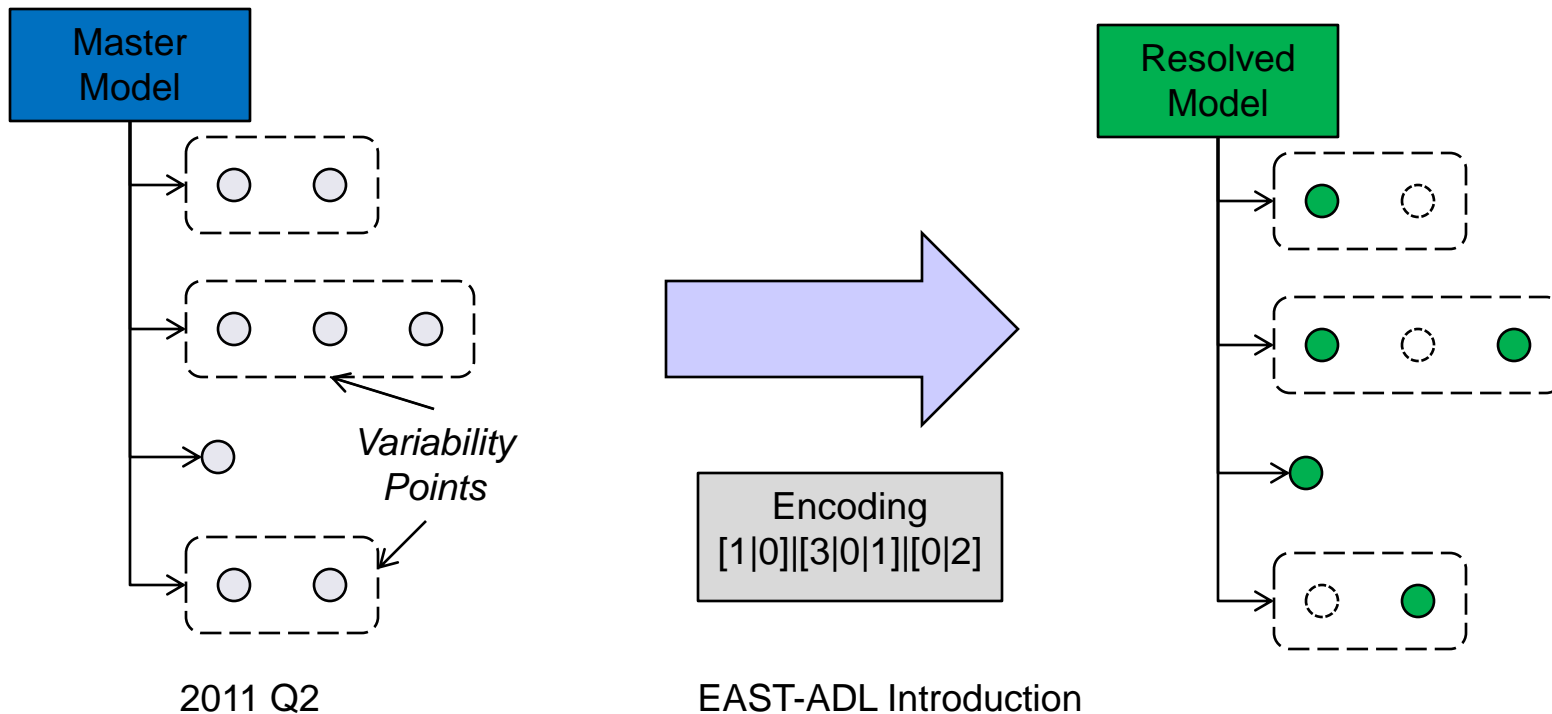 Master
Model
Resolved
Model
Variability
Points
Encoding
[1|0]|[3|0|1]|[0|2]
2011 Q2
EAST-ADL Introduction